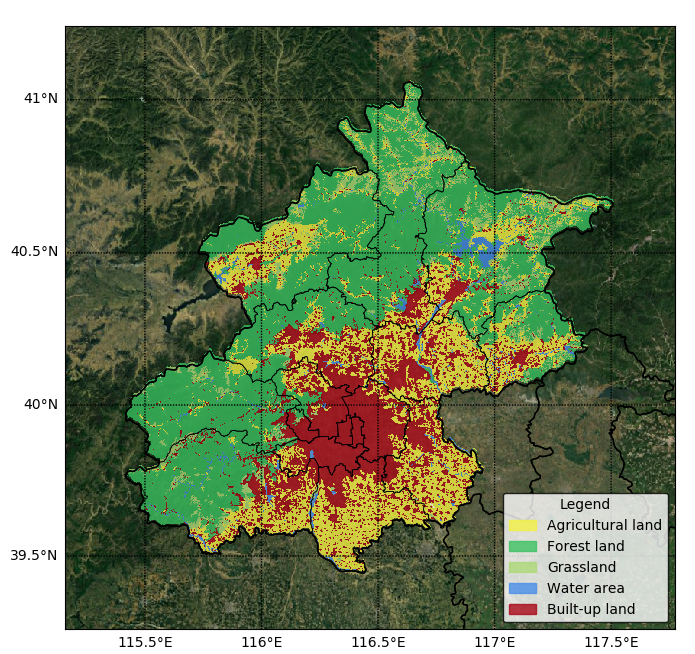 41°N
40.5°N
40°N
39.5°N
Legend
Agricultural land
Forest land
Grassland
Water area
Built-up land
115.5°E 116°E 116.5°E 117°E 117.5°E